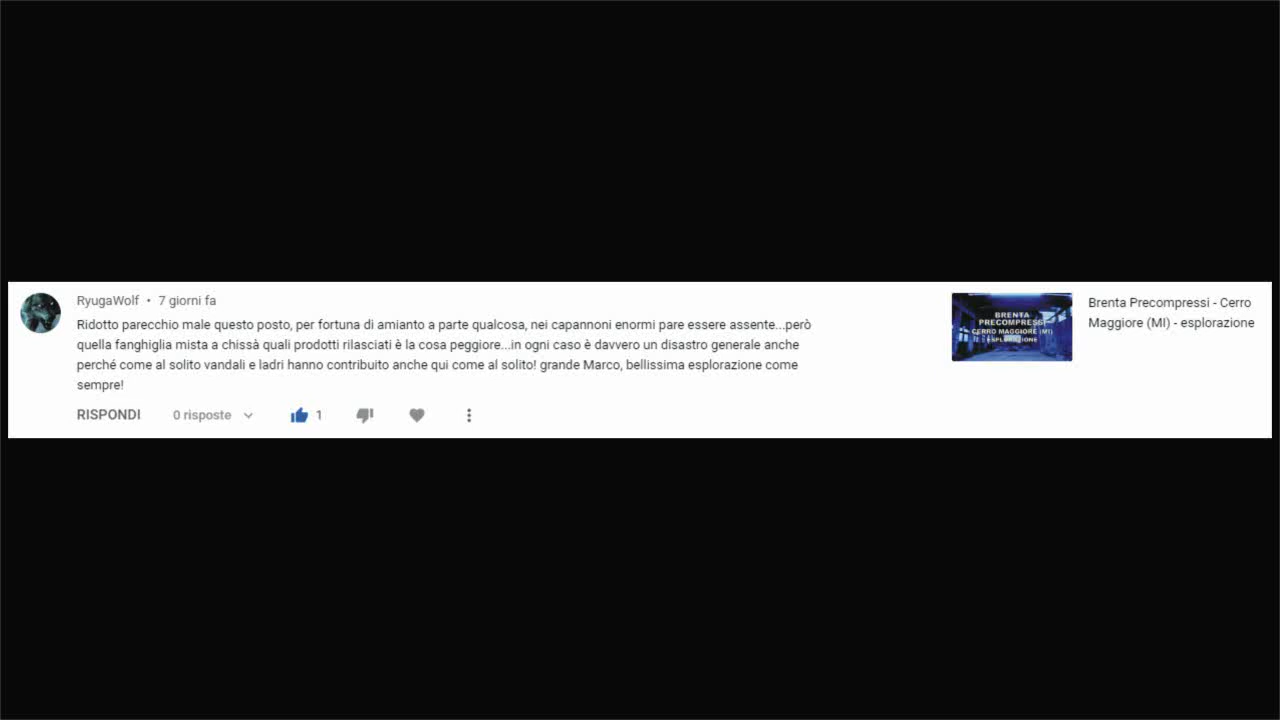 RyugaWolf • 7 giorni fa
Ridotto parecchio male questo posto, per fortuna di amianto a parte qualcosa, nei capannoni enormi pare essere assente...però
quella fanghiglia mista a chissà quali prodotti rilasciati è la cosa peggiore...in ogni caso è davvero un disastro generale anche
perché come al solito vandali e ladri hanno contribuito anche qui come al solito! grande Marco, bellissima esplorazione come
sempre!
RISPONDI 0 risposte 1
BRENTA
PRECOMPRESSI
CERRO MAGGIORE (MI)
ESPLORAZIONE
Brenta Precompressi - Cerro
Maggiore (MI) - esplorazione